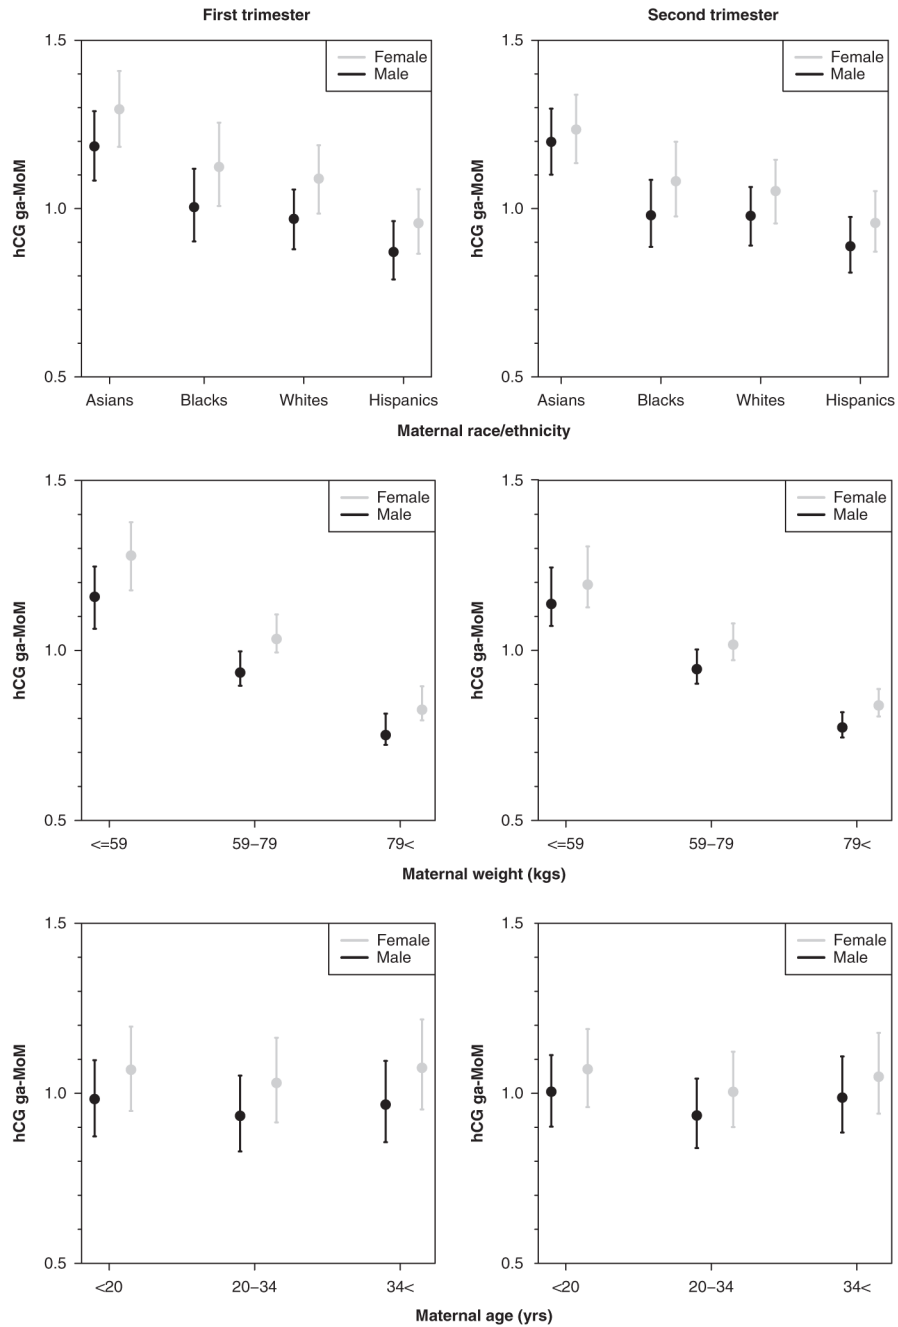 First trimester
Second trimester
1.5
1.0
0.5
hCG ga-MoM
Female
Male
Asians
Blacks
Whites
Hispanics
1.5
1.0
0.5
hCG ga-MoM
Female
Male
Asians
Blacks
Whites
Hispanics
Maternal race/ethnicity
1.5
1.0
0.5
hCG ga-MoM
Female
Male
<=59
59–79
79<
1.5
1.0
0.5
hCG ga-MoM
Female
Male
<=59
59–79
79<
Maternal weight (kgs)
1.5
1.0
0.5
hCG ga-MoM
Female
Male
<20
20–34
34<
1.5
1.0
0.5
hCG ga-MoM
Female
Male
<20
20–34
34<
Maternal age (yrs)